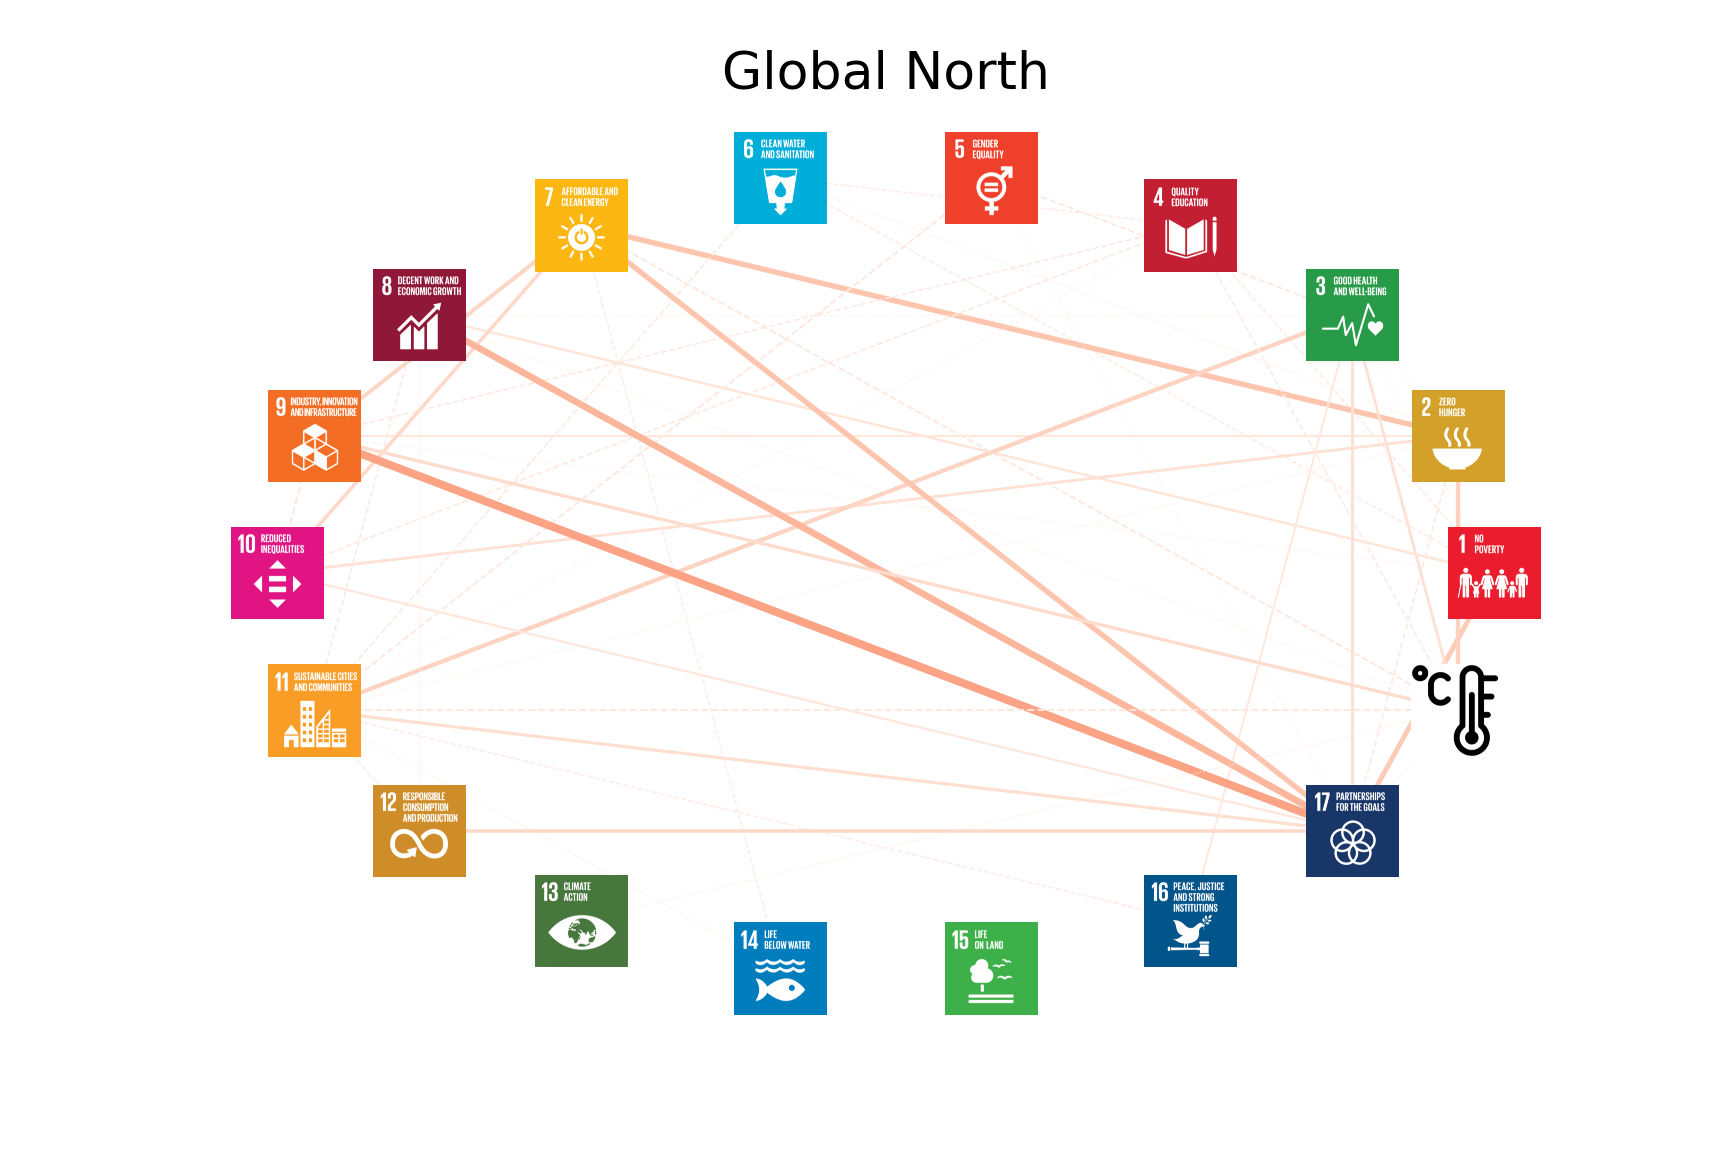 Global North
6 CLEAN WATER
AND SANITATION
5 GENDER
EQUALITY
7 AFFORDABLE AND
CLEAN ENERGY
4 QUALITY
EDUCATION
8 DECENT WORK AND
ECONOMIC GROWTH
3 GOOD HEALTH
AND WELL-BEING
9 INDUSTRY, INNOVATION
AND INFRASTRUCTURE
2 ZERO
HUNGER
10 REDUCED
INEQUALITIES
1 NO
POVERTY
11 SUSTAINABLE CITIES
AND COMMUNITIES
°C
12 RESPONSIBLE
CONSUMPTION
AND PRODUCTION
17 PARTNERSHIPS
FOR THE GOALS
13 CLIMATE
ACTION
16 PEACE, JUSTICE
AND STRONG
INSTITUTIONS
14 LIFE
BELOW WATER
15 LIFE
ON LAND